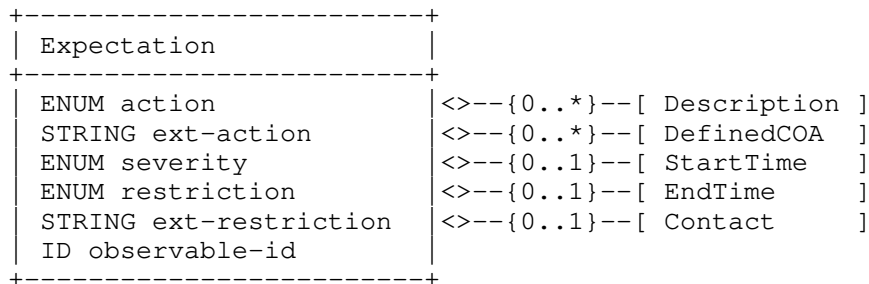 +--------------------------+
| Expectation              |
+--------------------------+
| ENUM action              |<>--{0..*}--[ Description ]
| STRING ext-action        |<>--{0..*}--[ DefinedCOA  ]
| ENUM severity            |<>--{0..1}--[ StartTime   ]
| ENUM restriction         |<>--{0..1}--[ EndTime     ]
| STRING ext-restriction   |<>--{0..1}--[ Contact     ]
| ID observable-id         |
+--------------------------+